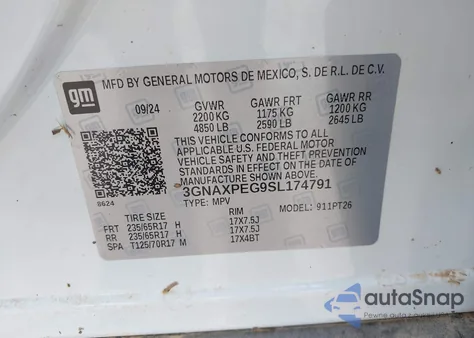 gm
MFD BY GENERAL MOTORS DE MEXICO, S. DE R.L. DE C.V.
09/24 GVWR GAWR FRT GAWR RR
2200 KG 1175 KG 1200 KG
4850 LB 2590 LB 2645 LB
THIS VEHICLE CONFORMS TO ALL
APPLICABLE U.S. FEDERAL MOTOR
VEHICLE SAFETY STANDARDS IN
EFFECT ON THE DATE OF
MANUFACTURE SHOWN ABOVE.
3GNAXPEG9SL174791
8624
TYPE: MPV MODEL: 911PT26
TIRE SIZE RIM
FRT 235/65R17 H 17X7.5J
RR 235/65R17 H 17X7.5J
SPA T125/70R17 M 17X4BT
autaSnap
Pewne auta z